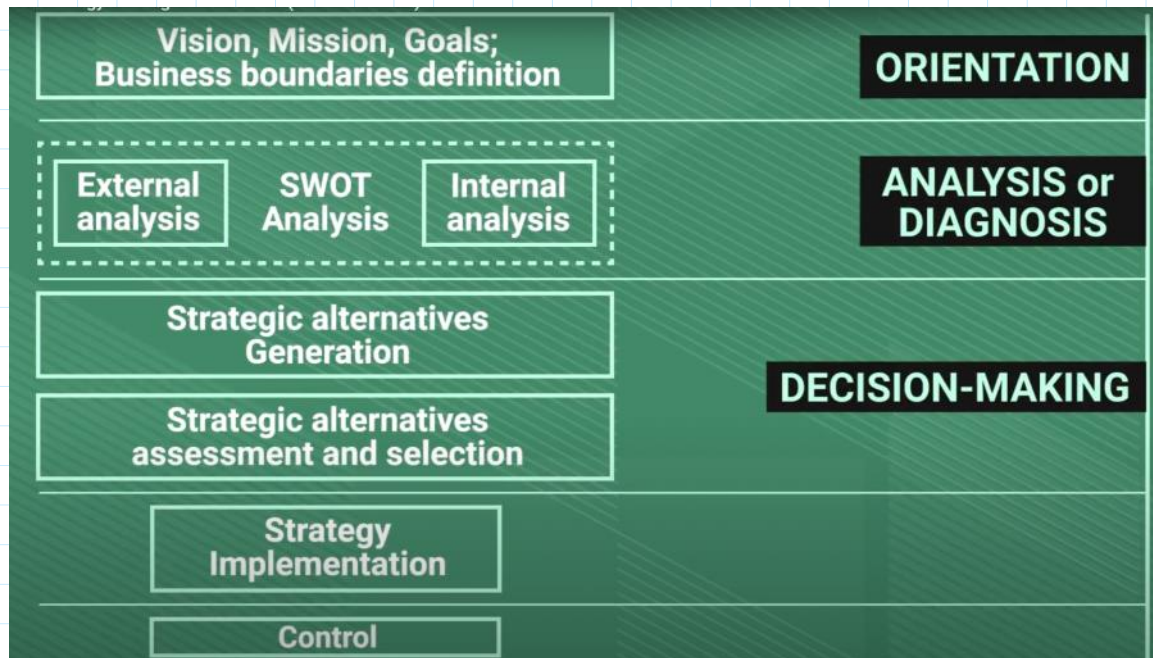 Vision, Mission, Goals;
Business boundaries definition
ORIENTATION
External
analysis
SWOT
Analysis
Internal
analysis
ANALYSIS or
DIAGNOSIS
Strategic alternatives
Generation
Strategic alternatives
assessment and selection
DECISION-MAKING
Strategy
Implementation
Control